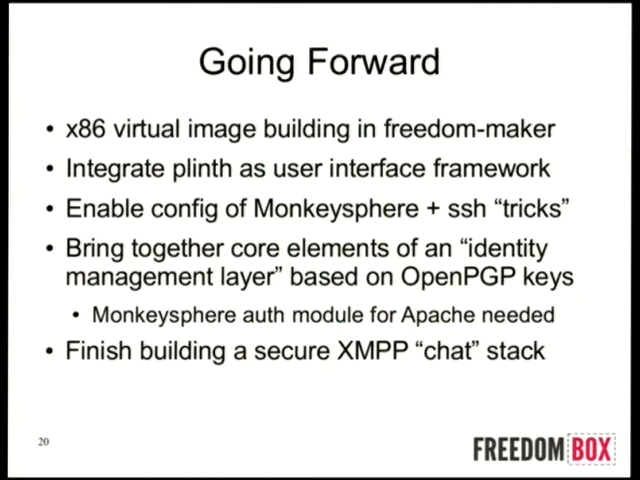 Going Forward
• x86 virtual image building in freedom-maker
• Integrate plinth as user interface framework
• Enable config of Monkeysphere + ssh “tricks”
• Bring together core elements of an “identity
management layer” based on OpenPGP keys
• Monkeysphere auth module for Apache needed
• Finish building a secure XMPP “chat” stack
20
FREEDOMBOX